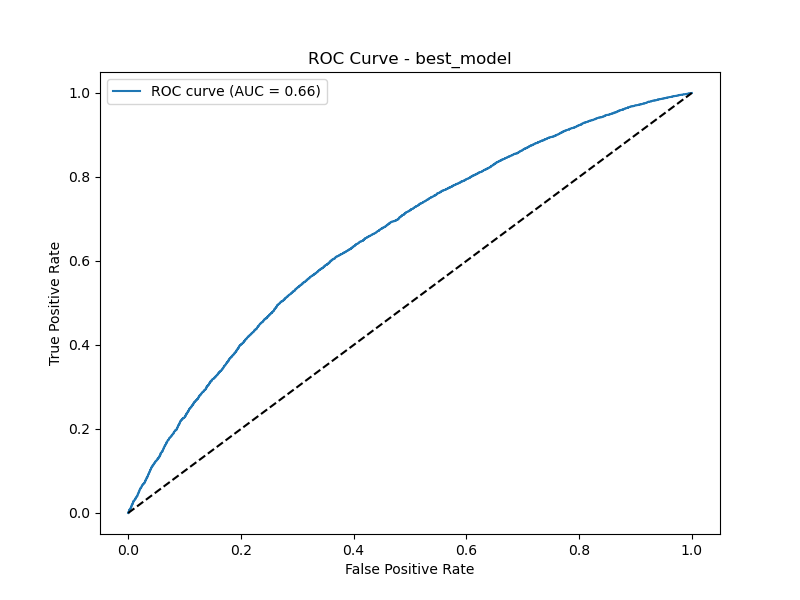 ROC Curve - best_model
ROC curve (AUC = 0.66)
1.0
0.8
0.6
0.4
0.2
0.0
True Positive Rate
0.0 0.2 0.4 0.6 0.8 1.0
False Positive Rate